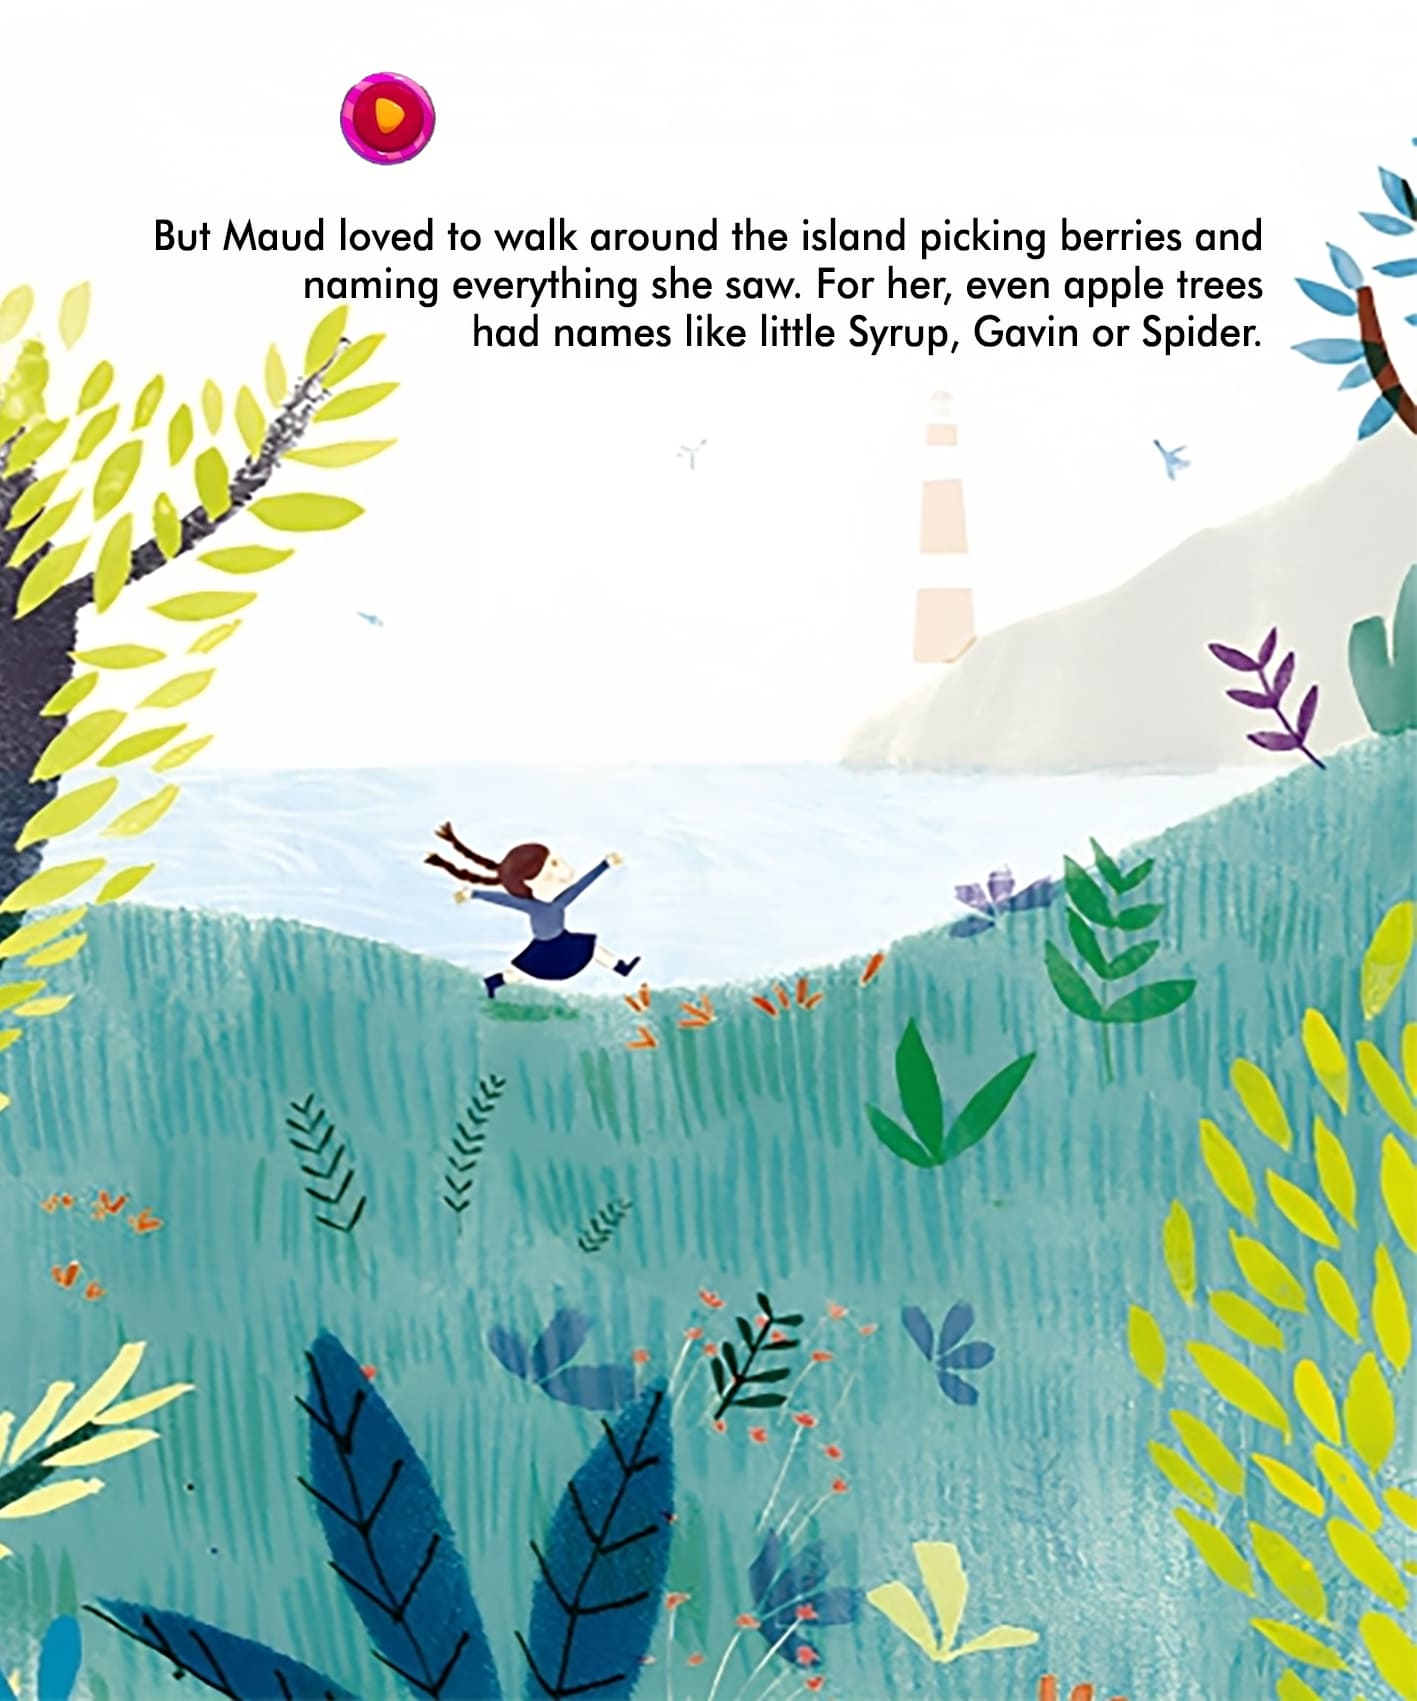 But Maud loved to walk around the island picking berries and
naming everything she saw. For her, even apple trees
had names like little Syrup, Gavin or Spider.